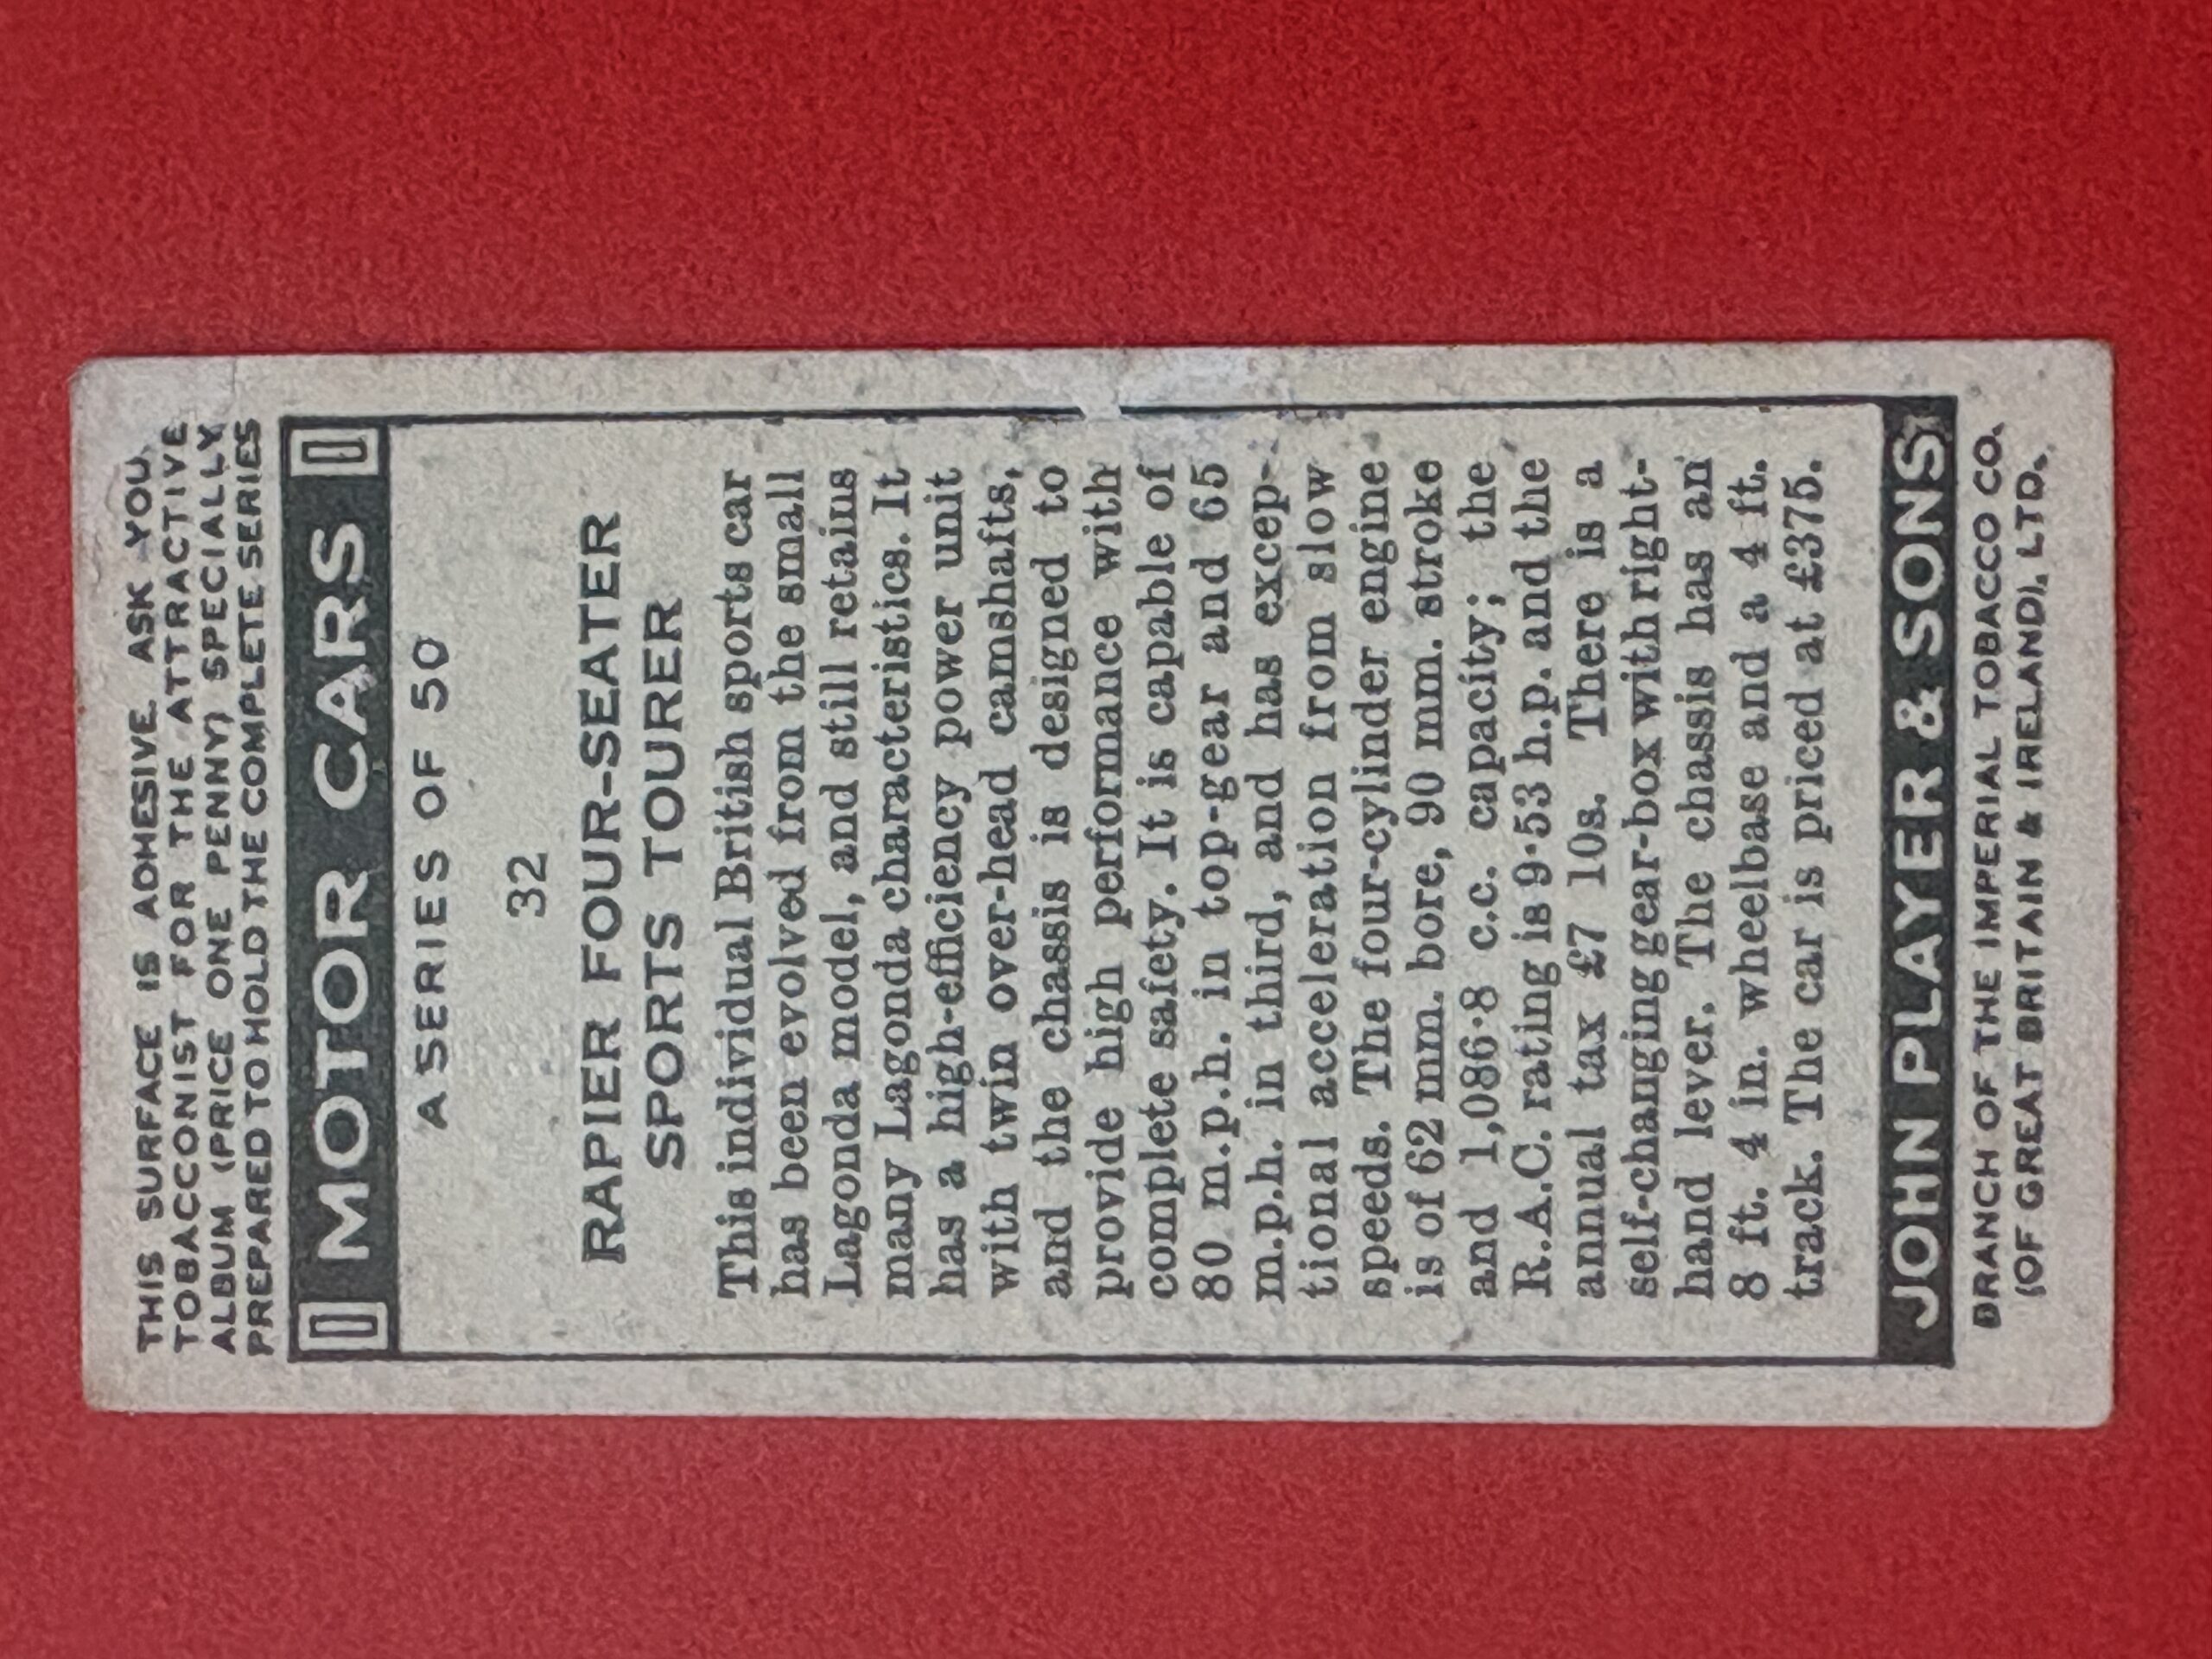 THIS SURFACE IS ADHESIVE. ASK YOUR
TOBACCONIST FOR THE ATTRACTIVE
ALBUM (PRICE ONE PENNY) SPECIALLY
PREPARED TO HOLD THE COMPLETE SERIES
MOTOR CARS
A SERIES OF 50
32
RAPIER FOUR-SEATER
SPORTS TOURER
This individual British sports car
has been evolved from the small
Lagonda model, and still retains
many Lagonda characteristics. It
has a high-efficiency power unit
with twin over-head camshafts,
and the chassis is designed to
provide high performance with
complete safety. It is capable of
80 m.p.h. in top-gear and 65
m.p.h. in third, and has excep-
tional acceleration from slow
speeds. The four-cylinder engine
is of 62 mm. bore, 90 mm. stroke
and 1,086·8 c.c. capacity; the
R.A.C. rating is 9·53 h.p. and the
annual tax £7 10s. There is a
self-changing gear-box with right-
hand lever. The chassis has an
8 ft. 4 in. wheelbase and a 4 ft.
track. The car is priced at £375.
JOHN PLAYER & SONS
BRANCH OF THE IMPERIAL TOBACCO CO.
(OF GREAT BRITAIN & IRELAND), LTD.